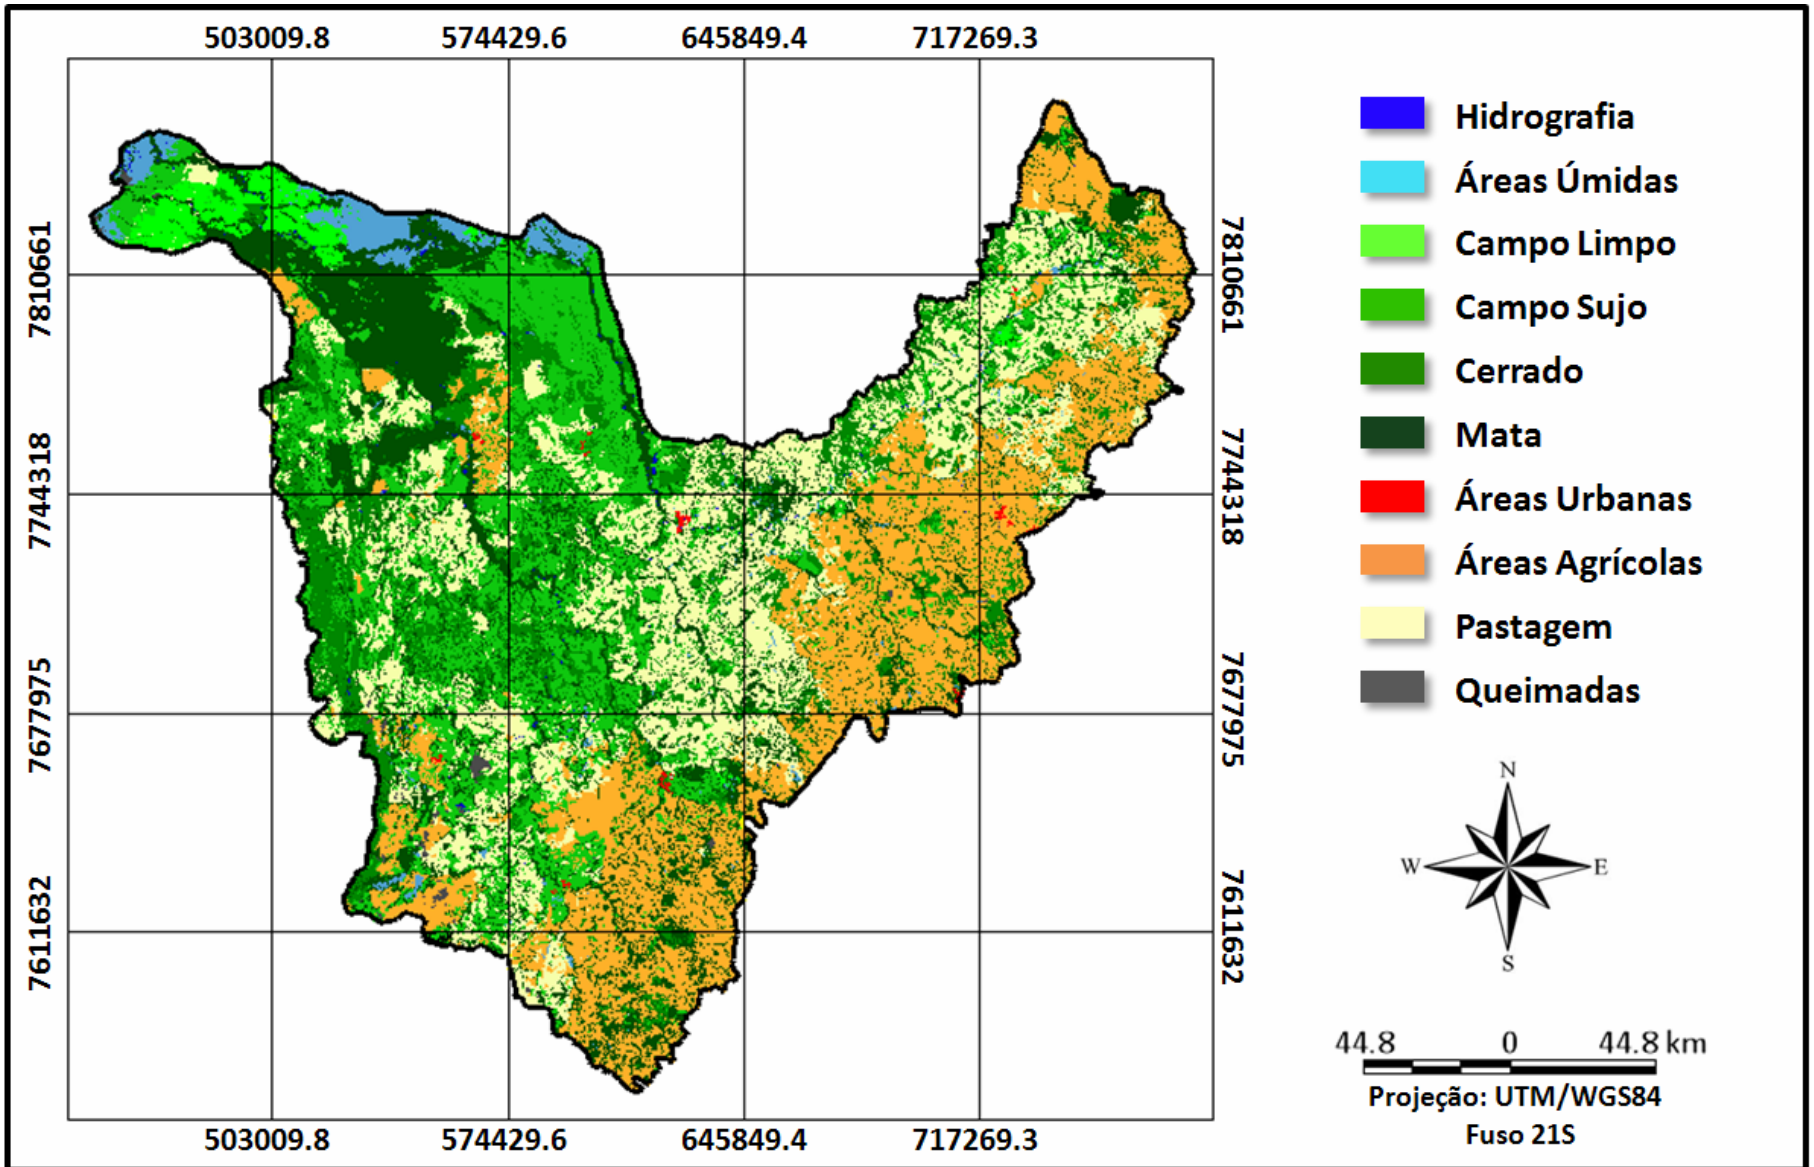 503009.8 574429.6 645849.4 717269.3
7810661
7744318
7677975
7611632
7810661
7744318
7677975
7611632
503009.8 574429.6 645849.4 717269.3
Hidrografia
Áreas Úmidas
Campo Limpo
Campo Sujo
Cerrado
Mata
Áreas Urbanas
Áreas Agrícolas
Pastagem
Queimadas
N
W E
S
44.8 0 44.8 km
Projeção: UTM/WGS84
Fuso 21S